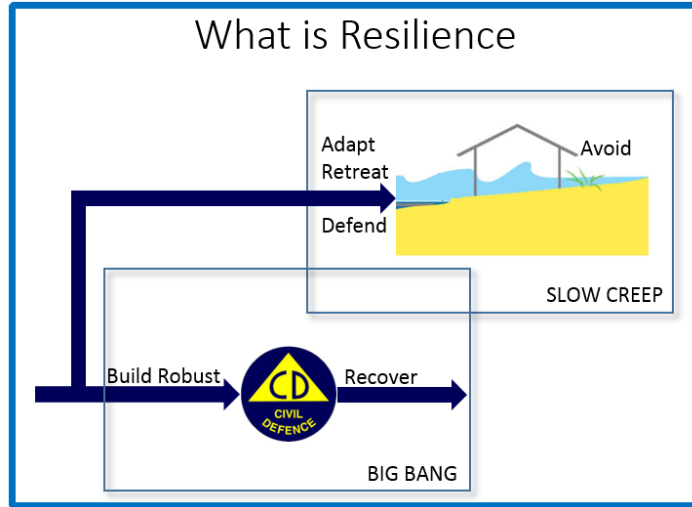 What is Resilience
Adapt
Retreat
Avoid
Defend
SLOW CREEP
Build Robust
CD
CIVIL
DEFENCE
Recover
BIG BANG